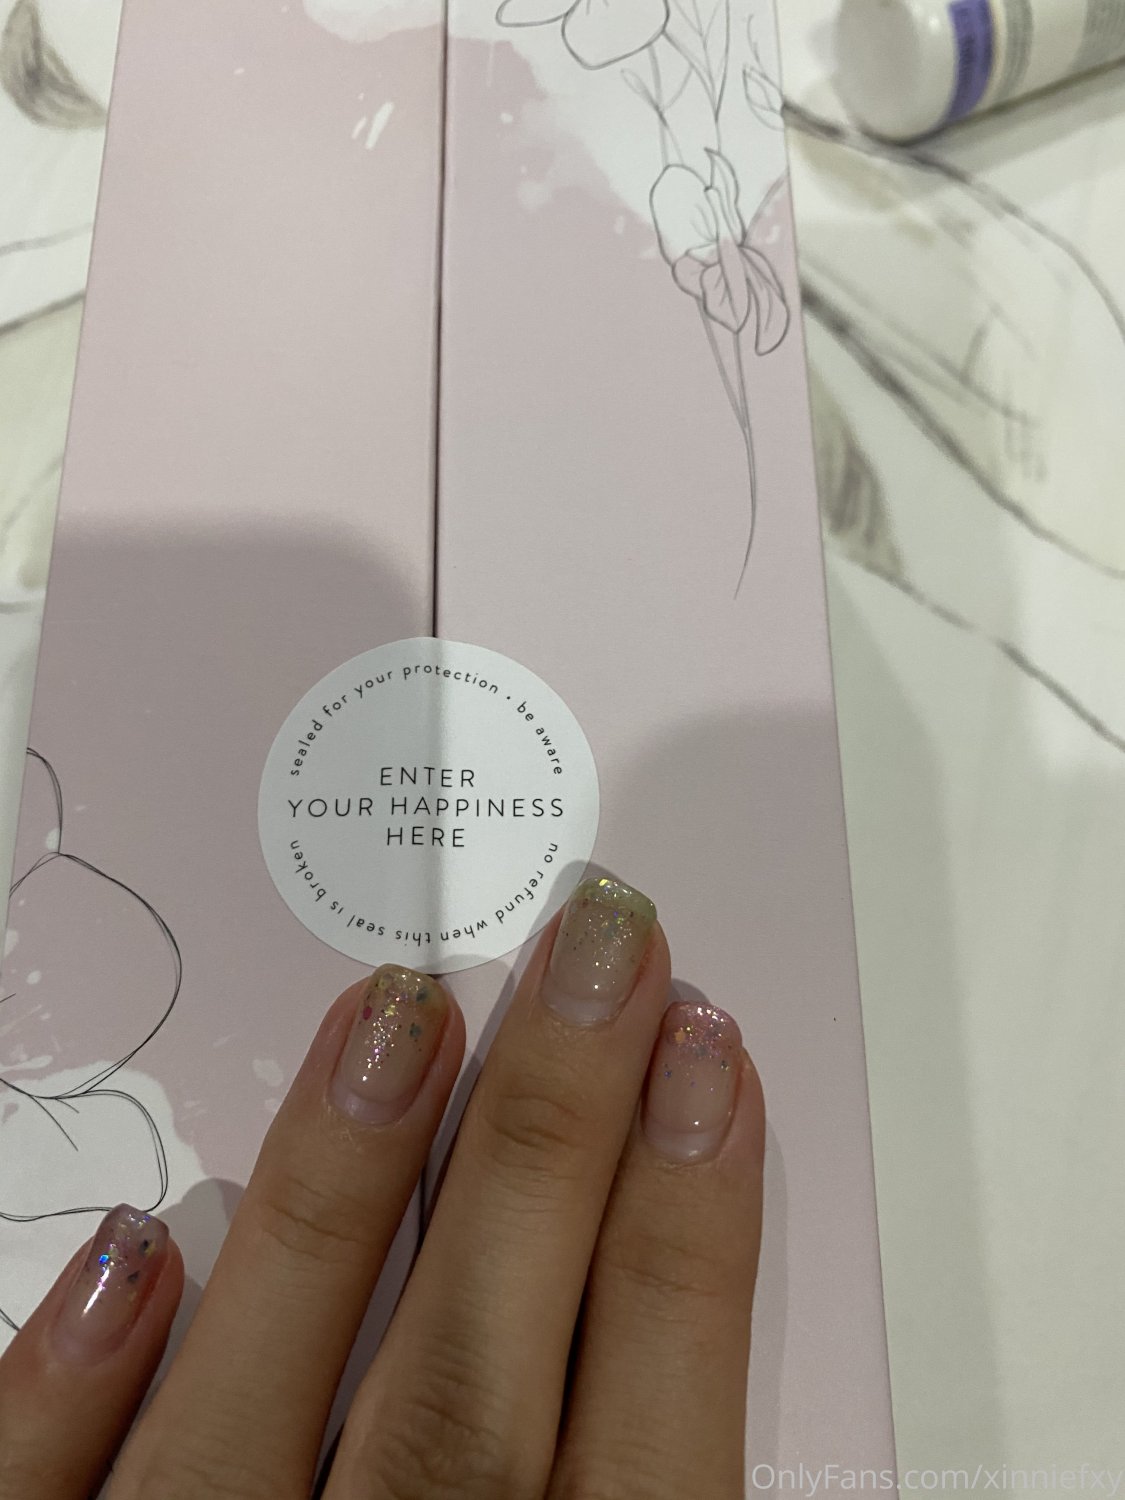 sealed for your protection • be aware
ENTER
YOUR HAPPINESS
HERE
no refund when this seal is broken
OnlyFans.com/xinniefxy